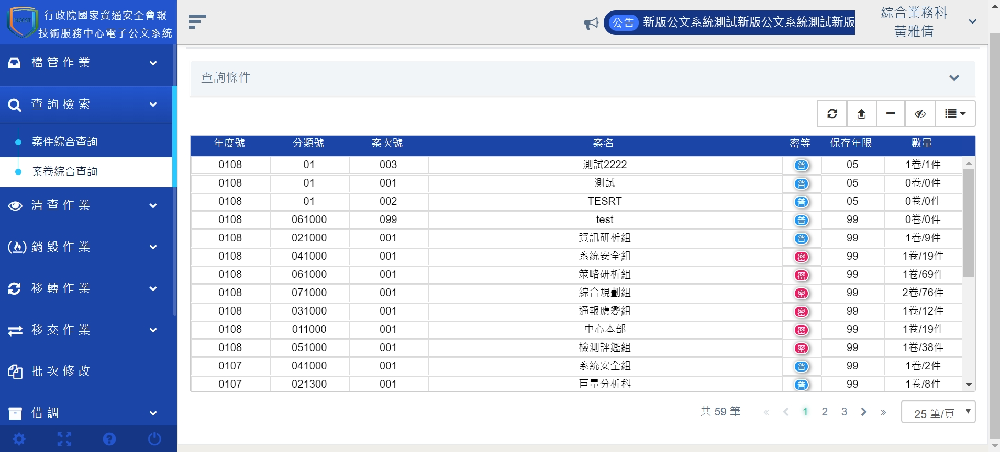 NCCST
行政院國家資通安全會報
技術服務中心電子公文系統
公告 新版公文系統測試新版公文系統測試新版
綜合業務科
黃雅倩
檔管作業
查詢檢索
案件綜合查詢
案卷綜合查詢
清查作業
銷毀作業
移轉作業
移交作業
批次修改
借調
查詢條件
年度號 分類號 案次號 案名 密等 保存年限 數量
0108 01 003 測試2222 普 05 1卷/1件
0108 01 001 測試 普 05 0卷/0件
0108 01 002 TESRT 普 05 0卷/0件
0108 061000 099 test 普 99 0卷/0件
0108 021000 001 資訊研析組 普 99 1卷/9件
0108 041000 001 系統安全組 密 99 1卷/19件
0108 061000 001 策略研析組 密 99 1卷/69件
0108 071000 001 綜合規劃組 密 99 2卷/76件
0108 031000 001 通報應變組 密 99 1卷/12件
0108 011000 001 中心本部 密 99 1卷/19件
0108 051000 001 檢測評鑑組 密 99 1卷/38件
0107 041000 001 系統安全組 普 99 1卷/2件
0107 021300 001 巨量分析科 普 99 1卷/8件
共 59 筆 « 1 2 3 » 25 筆/頁